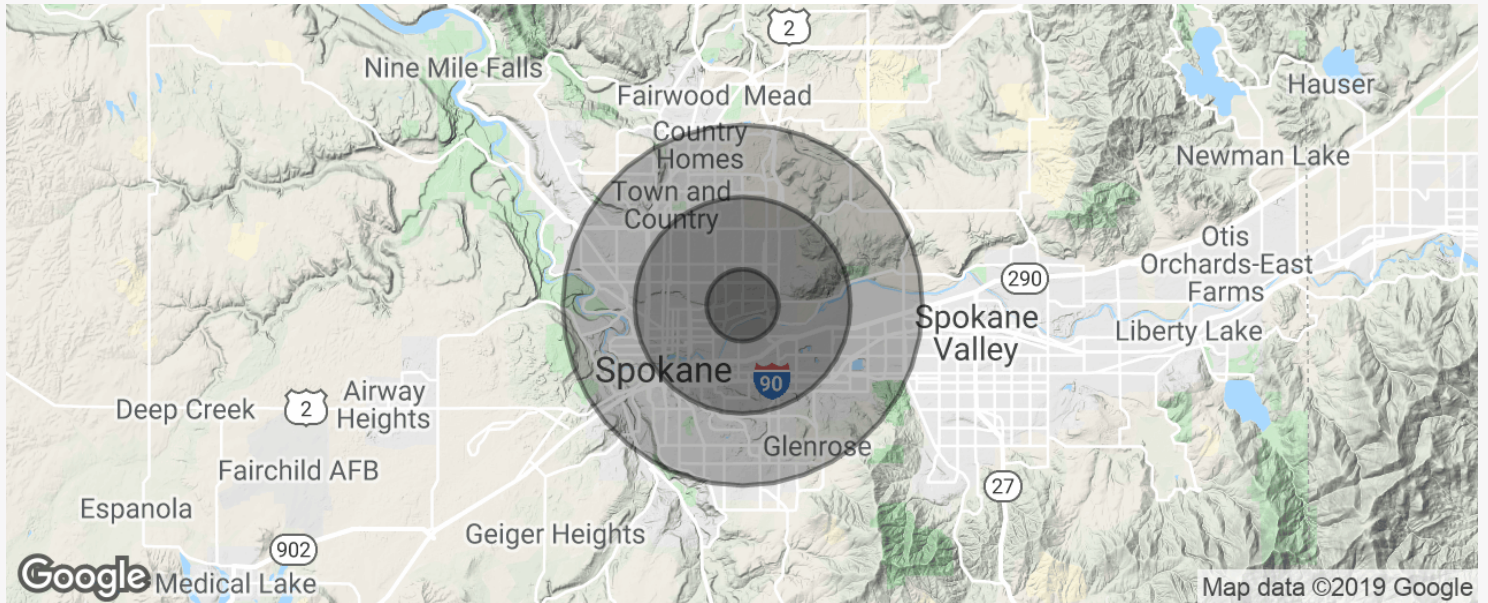 2
Nine Mile Falls
Hauser
Fairwood
Mead
Country
Homes
Newman Lake
Town and
Country
Otis
Orchards-East
Farms
290
Spokane
Valley
Liberty Lake
Spokane
90
Airway
Heights
2
Deep Creek
Glenrose
Fairchild AFB
27
Espanola
Geiger Heights
902
Google
Medical Lake
Map data ©2019 Google